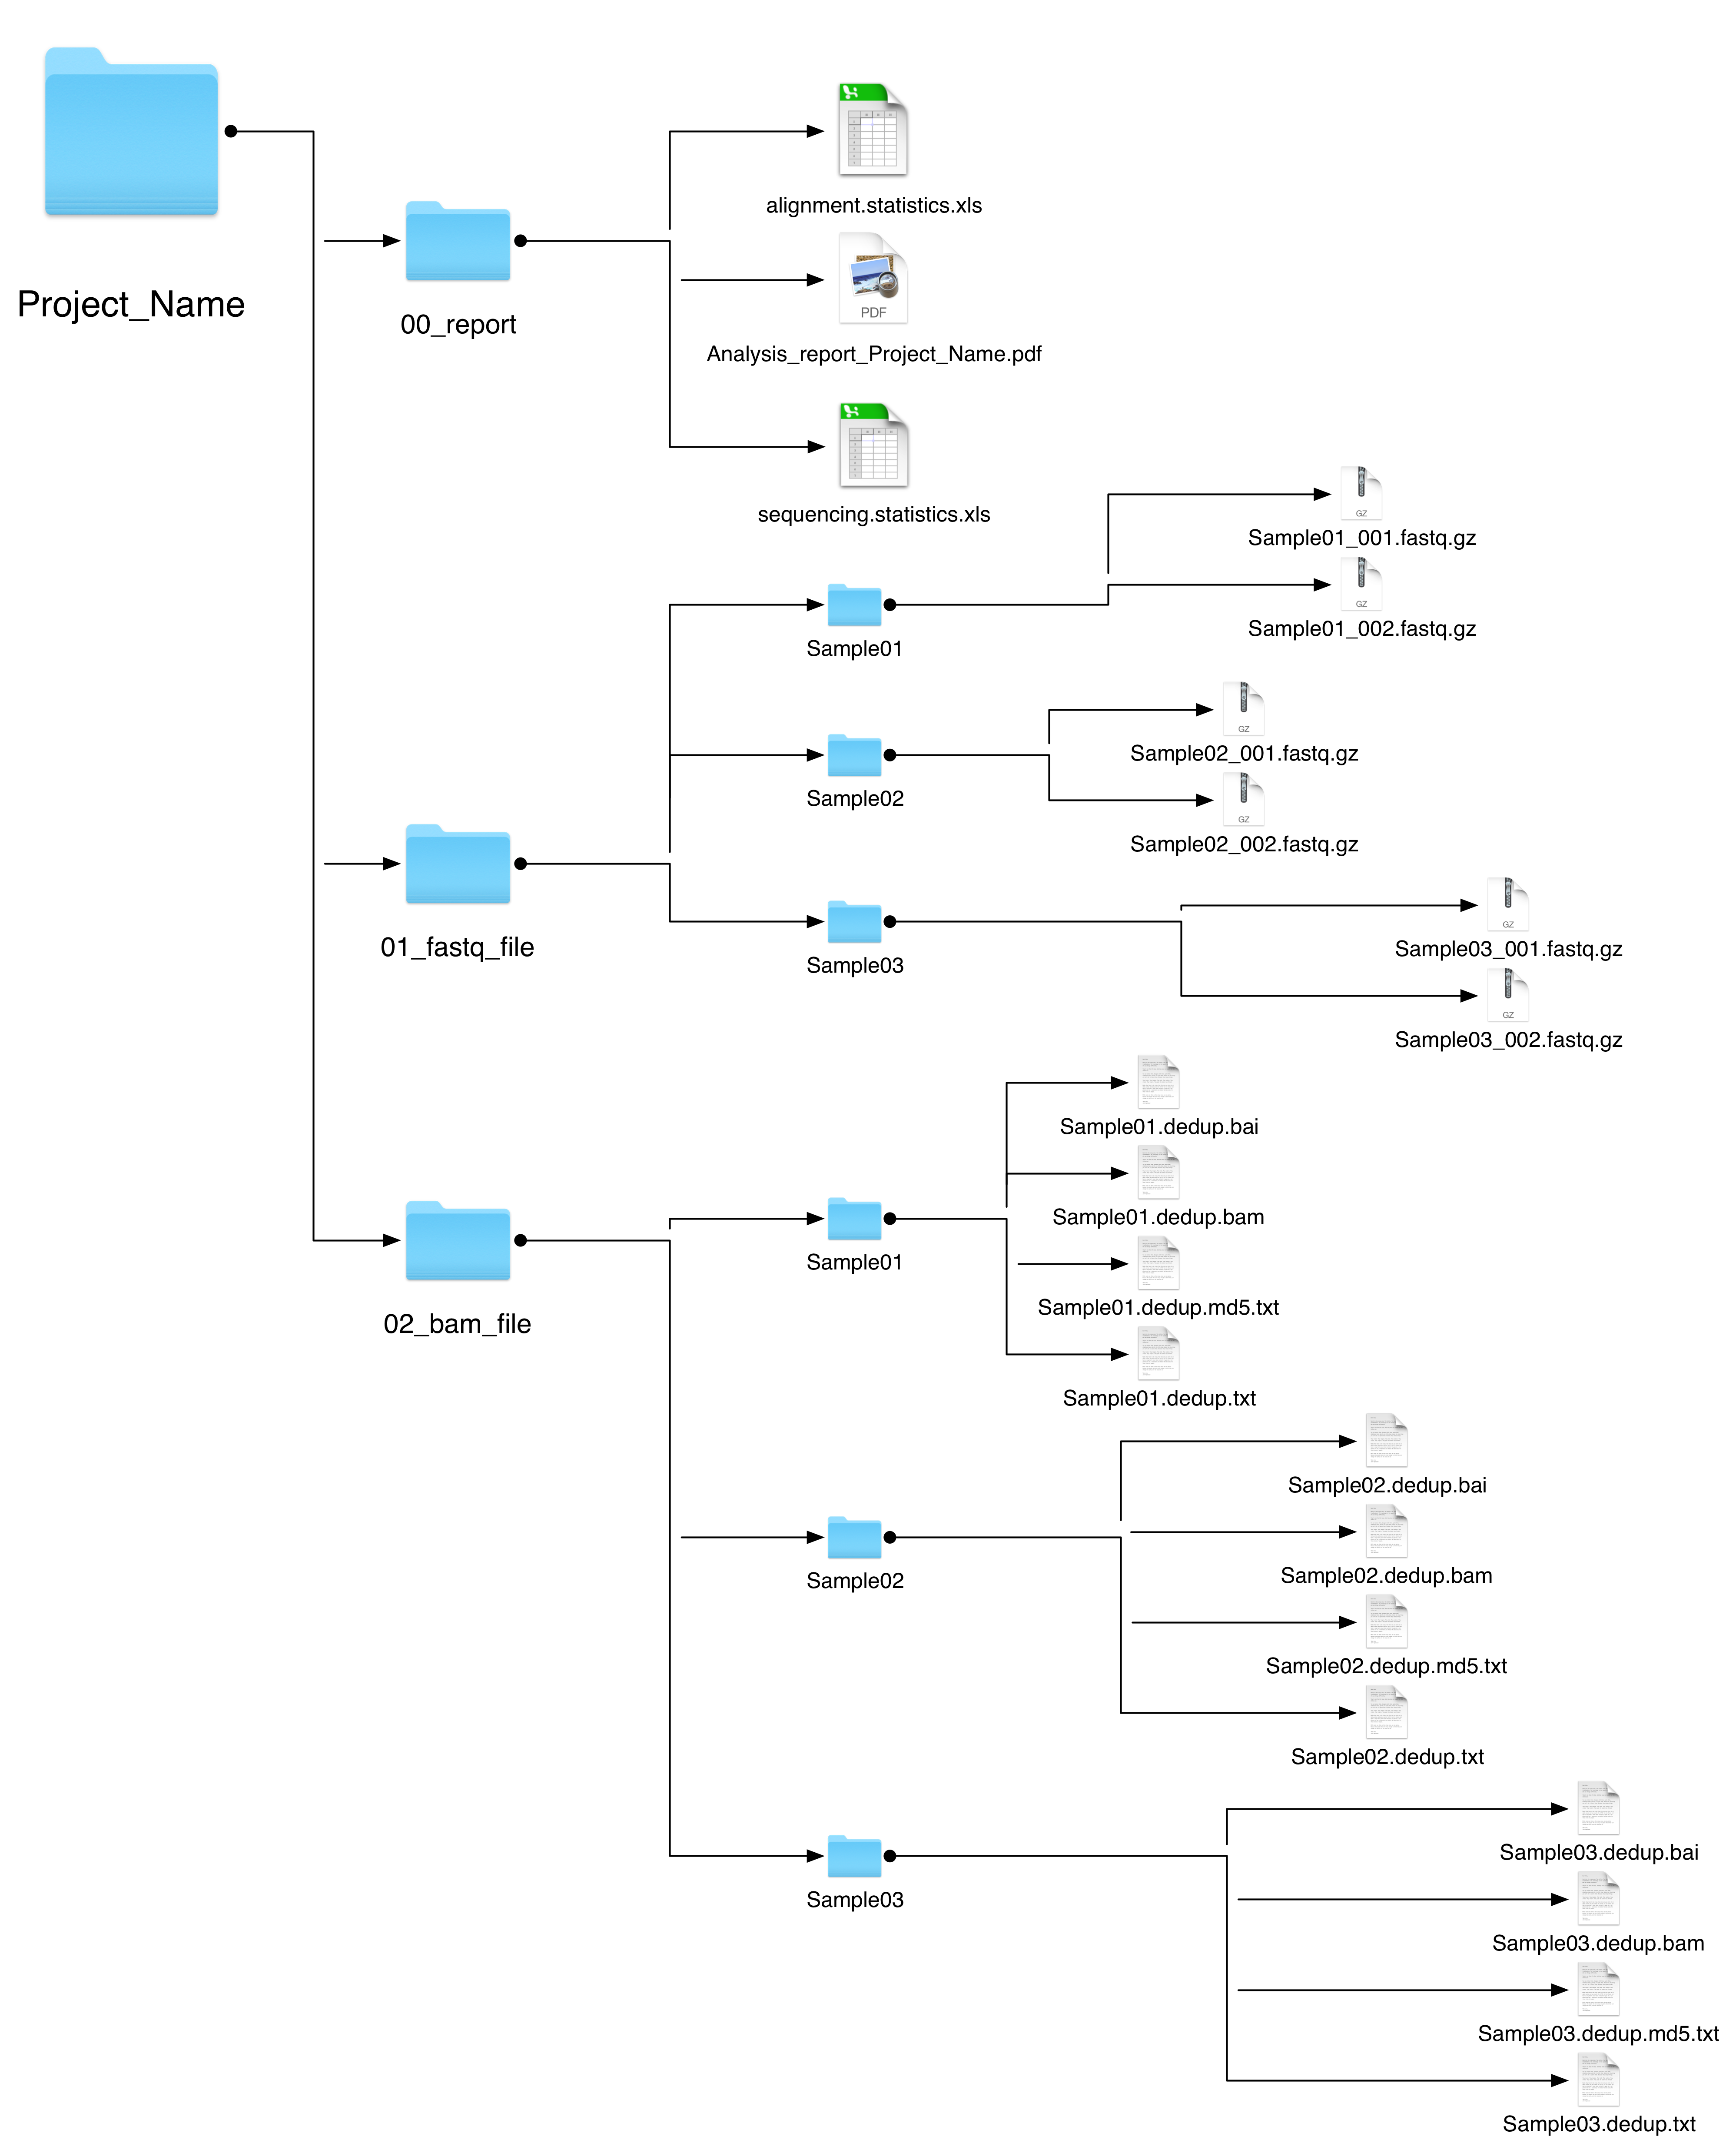 Project_Name
00_report
alignment.statistics.xls
PDF
Analysis_report_Project_Name.pdf
sequencing.statistics.xls
01_fastq_file
Sample01
GZ
Sample01_001.fastq.gz
GZ
Sample01_002.fastq.gz
Sample02
GZ
Sample02_001.fastq.gz
GZ
Sample02_002.fastq.gz
Sample03
GZ
Sample03_001.fastq.gz
GZ
Sample03_002.fastq.gz
02_bam_file
Sample01
Sample01.dedup.bai
Sample01.dedup.bam
Sample01.dedup.md5.txt
Sample01.dedup.txt
Sample02
Sample02.dedup.bai
Sample02.dedup.bam
Sample02.dedup.md5.txt
Sample02.dedup.txt
Sample03
Sample03.dedup.bai
Sample03.dedup.bam
Sample03.dedup.md5.txt
Sample03.dedup.txt